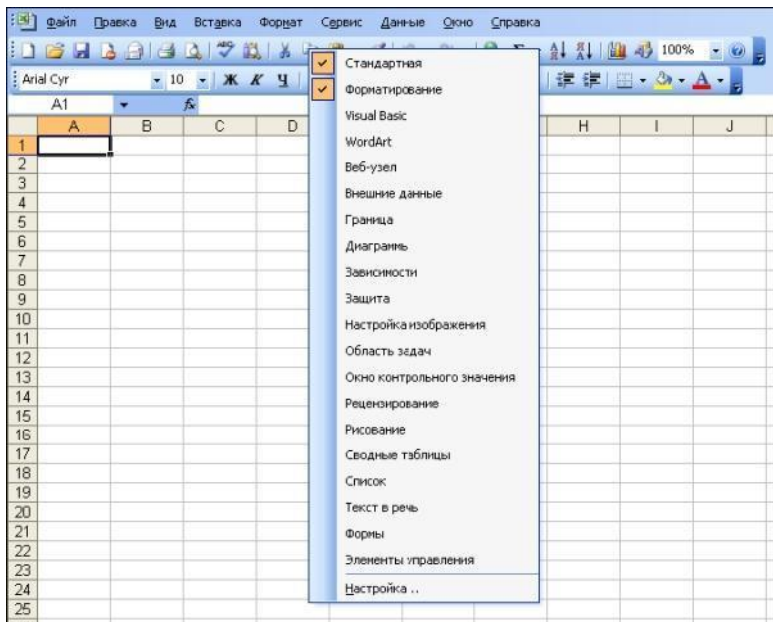 Файл Правка Вид Вставка Формат Сервис Данные Окно Справка
100%
Arial Cyr 10 Ж К Ч
A1 fx
A B C D H I J
1
2
3
4
5
6
7
8
9
10
11
12
13
14
15
16
17
18
19
20
21
22
23
24
25
Стандартная
Форматирование
Visual Basic
WordArt
Веб-узел
Внешние данные
Граница
Диаграммы
Зависимости
Защита
Настройка изображения
Область задач
Окно контрольного значения
Рецензирование
Рисование
Сводные таблицы
Список
Текст в речь
Формы
Элементы управления
Настройка ..